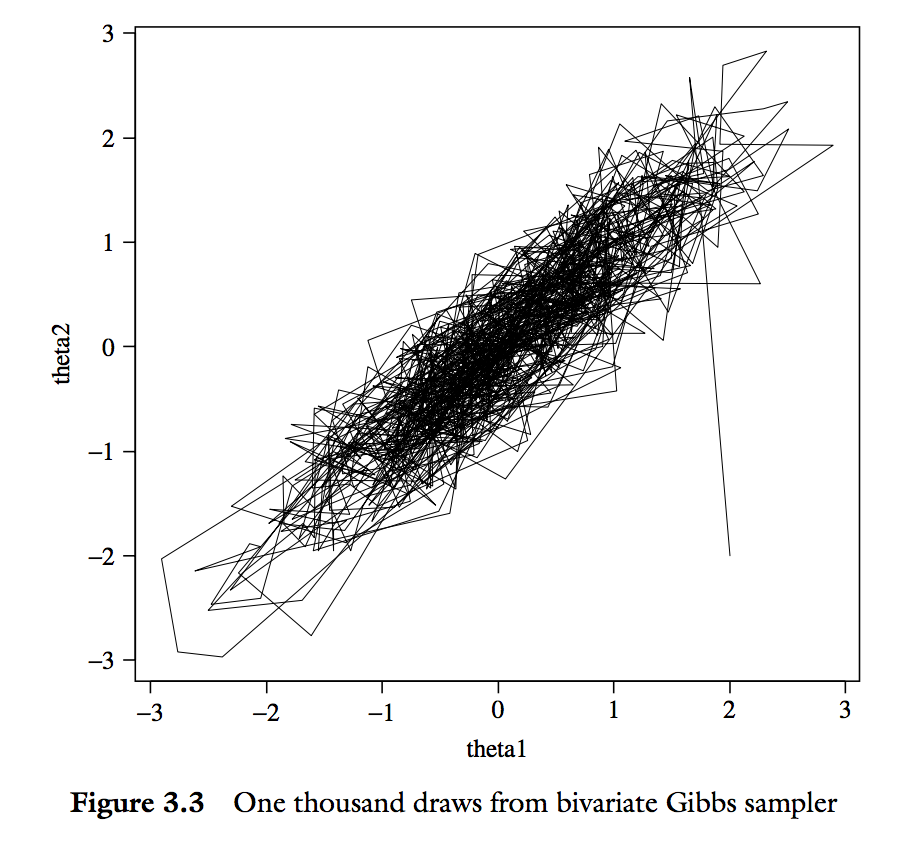 3
2
1
0
−1
−2
−3
theta2
−3 −2 −1 0 1 2 3
theta1
Figure 3.3 One thousand draws from bivariate Gibbs sampler